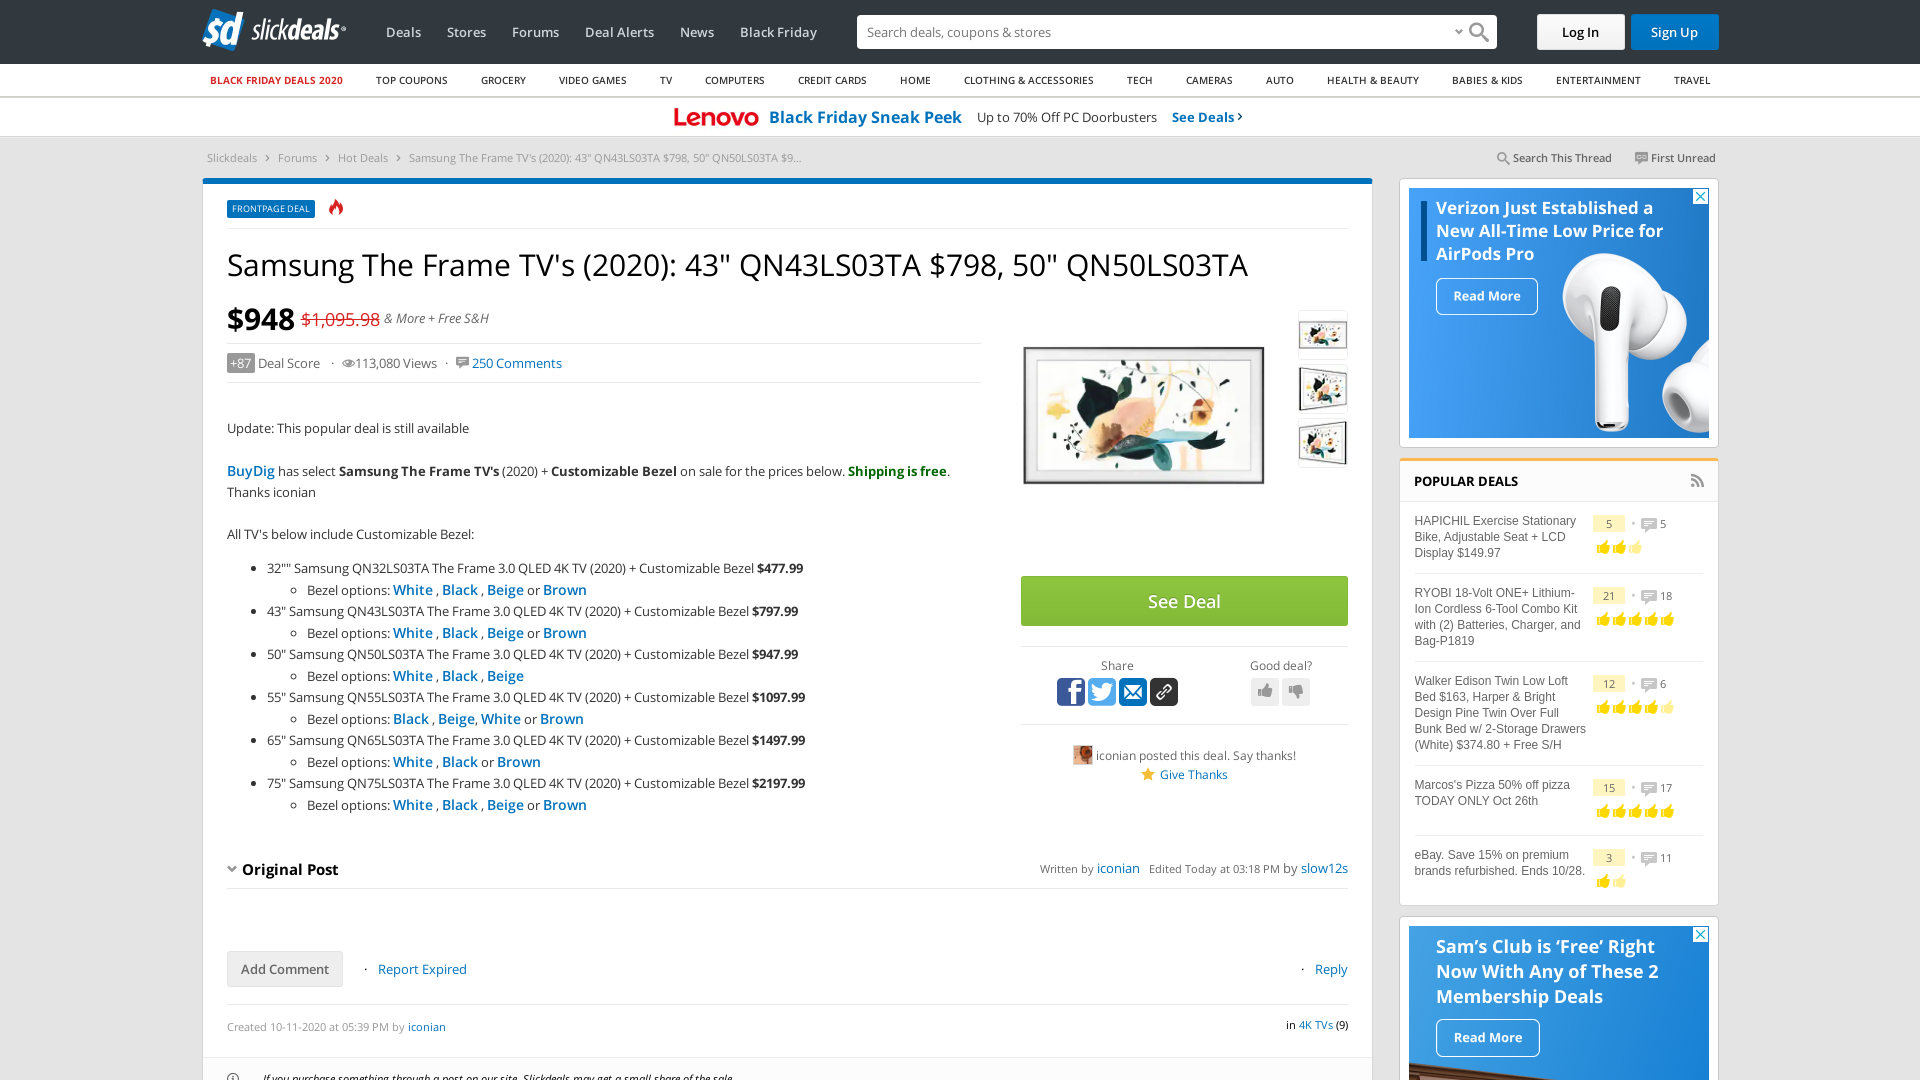 sd slickdeals
Deals
Stores
Forums
Deal Alerts
News
Black Friday
Search deals, coupons & stores
Log In
Sign Up
BLACK FRIDAY DEALS 2020
TOP COUPONS
GROCERY
VIDEO GAMES
TV
COMPUTERS
CREDIT CARDS
HOME
CLOTHING & ACCESSORIES
TECH
CAMERAS
AUTO
HEALTH & BEAUTY
BABIES & KIDS
ENTERTAINMENT
TRAVEL
Lenovo Black Friday Sneak Peek Up to 70% Off PC Doorbusters See Deals ›
Slickdeals › Forums › Hot Deals › Samsung The Frame TV's (2020): 43" QN43LS03TA $798, 50" QN50LS03TA $9...
Search This Thread
First Unread
FRONTPAGE DEAL
Samsung The Frame TV's (2020): 43" QN43LS03TA $798, 50" QN50LS03TA
$948 $1,095.98 & More + Free S&H
+87 Deal Score · 113,080 Views · 250 Comments
Update: This popular deal is still available
BuyDig has select Samsung The Frame TV's (2020) + Customizable Bezel on sale for the prices below. Shipping is free.
Thanks iconian
All TV's below include Customizable Bezel:
• 32"" Samsung QN32LS03TA The Frame 3.0 QLED 4K TV (2020) + Customizable Bezel $477.99
◦ Bezel options: White , Black , Beige or Brown
• 43" Samsung QN43LS03TA The Frame 3.0 QLED 4K TV (2020) + Customizable Bezel $797.99
◦ Bezel options: White , Black , Beige or Brown
• 50" Samsung QN50LS03TA The Frame 3.0 QLED 4K TV (2020) + Customizable Bezel $947.99
◦ Bezel options: White , Black , Beige
• 55" Samsung QN55LS03TA The Frame 3.0 QLED 4K TV (2020) + Customizable Bezel $1097.99
◦ Bezel options: Black , Beige, White or Brown
• 65" Samsung QN65LS03TA The Frame 3.0 QLED 4K TV (2020) + Customizable Bezel $1497.99
◦ Bezel options: White , Black or Brown
• 75" Samsung QN75LS03TA The Frame 3.0 QLED 4K TV (2020) + Customizable Bezel $2197.99
◦ Bezel options: White , Black , Beige or Brown
See Deal
Share
Good deal?
iconian posted this deal. Say thanks!
Give Thanks
Original Post
Written by iconian Edited Today at 03:18 PM by slow12s
Add Comment · Report Expired
· Reply
Created 10-11-2020 at 05:39 PM by iconian
in 4K TVs (9)
If you purchase something through a post on our site, Slickdeals may get a small share of the sale.
Verizon Just Established a
New All-Time Low Price for
AirPods Pro
Read More
POPULAR DEALS
HAPICHIL Exercise Stationary
Bike, Adjustable Seat + LCD
Display $149.97
5 • 5
RYOBI 18-Volt ONE+ Lithium-
Ion Cordless 6-Tool Combo Kit
with (2) Batteries, Charger, and
Bag-P1819
21 • 18
Walker Edison Twin Low Loft
Bed $163, Harper & Bright
Design Pine Twin Over Full
Bunk Bed w/ 2-Storage Drawers
(White) $374.80 + Free S/H
12 • 6
Marcos's Pizza 50% off pizza
TODAY ONLY Oct 26th
15 • 17
eBay. Save 15% on premium
brands refurbished. Ends 10/28.
3 • 11
Sam's Club is ‘Free’ Right
Now With Any of These 2
Membership Deals
Read More